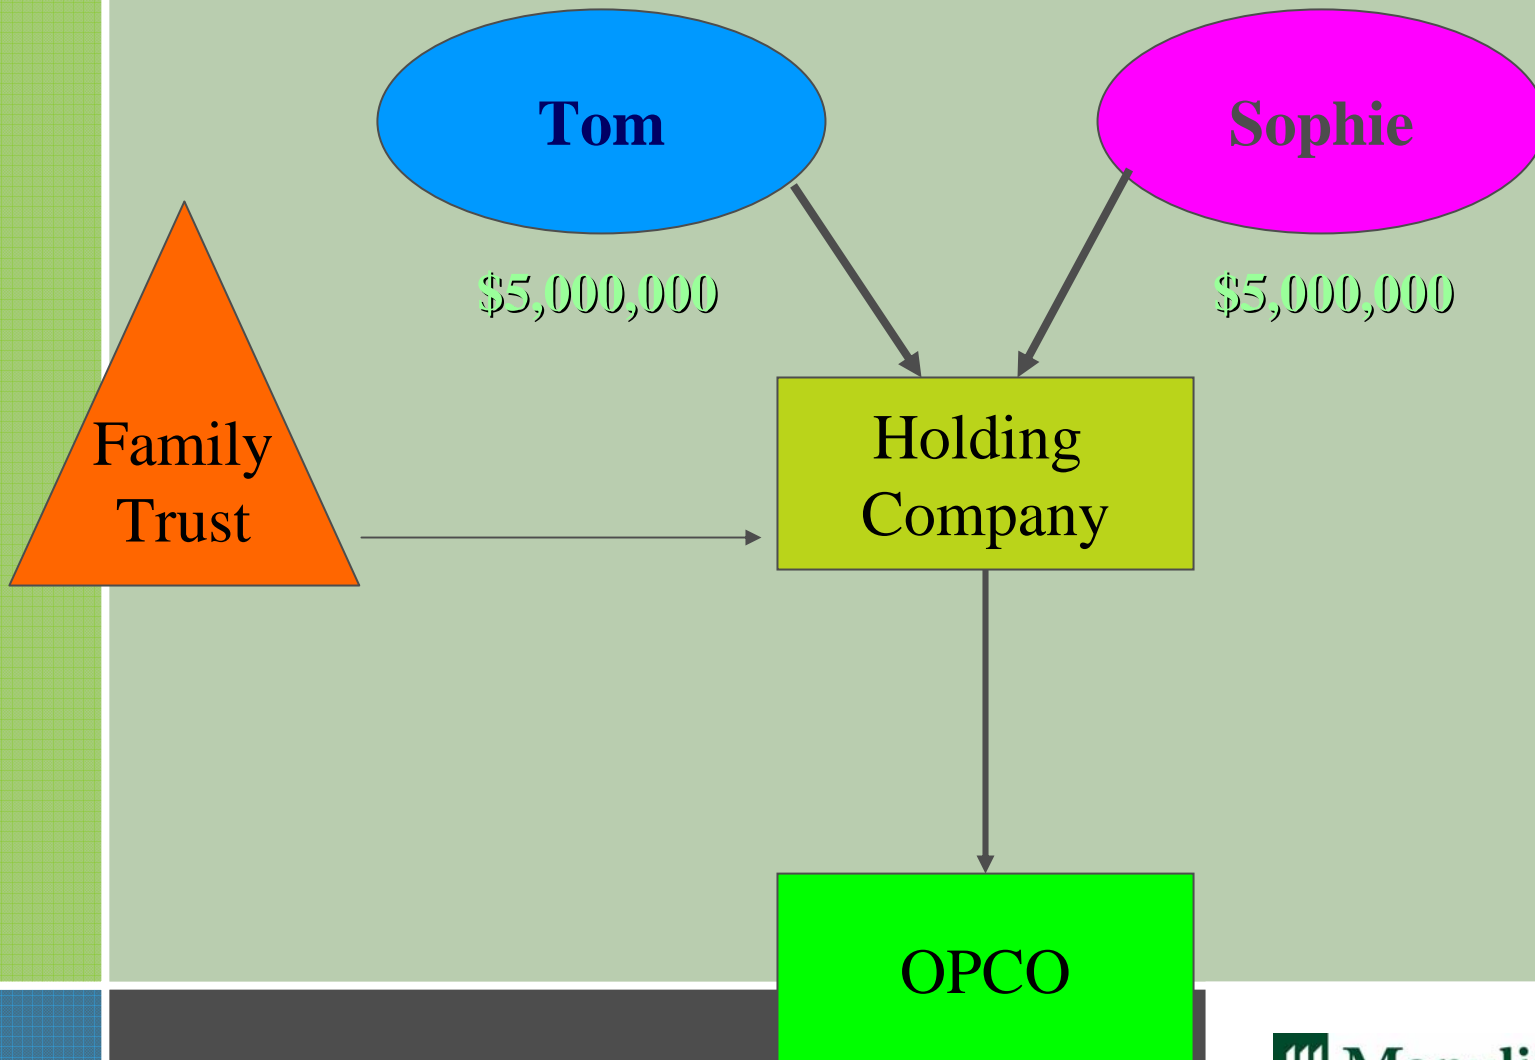 Tom
Sophie
$5,000,000
$5,000,000
Family
Trust
Holding
Company
OPCO